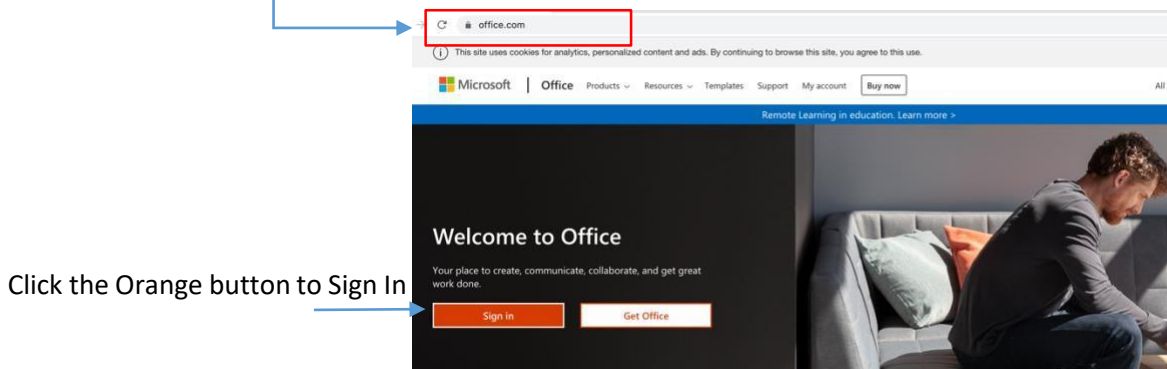 office.com
This site uses cookies for analytics, personalized content and ads. By continuing to browse this site, you agree to this use.
Microsoft | Office Products Resources Templates Support My account Buy now All
Remote Learning in education. Learn more >
Welcome to Office
Your place to create, communicate, collaborate, and get great
work done.
Click the Orange button to Sign In
Sign in Get Office